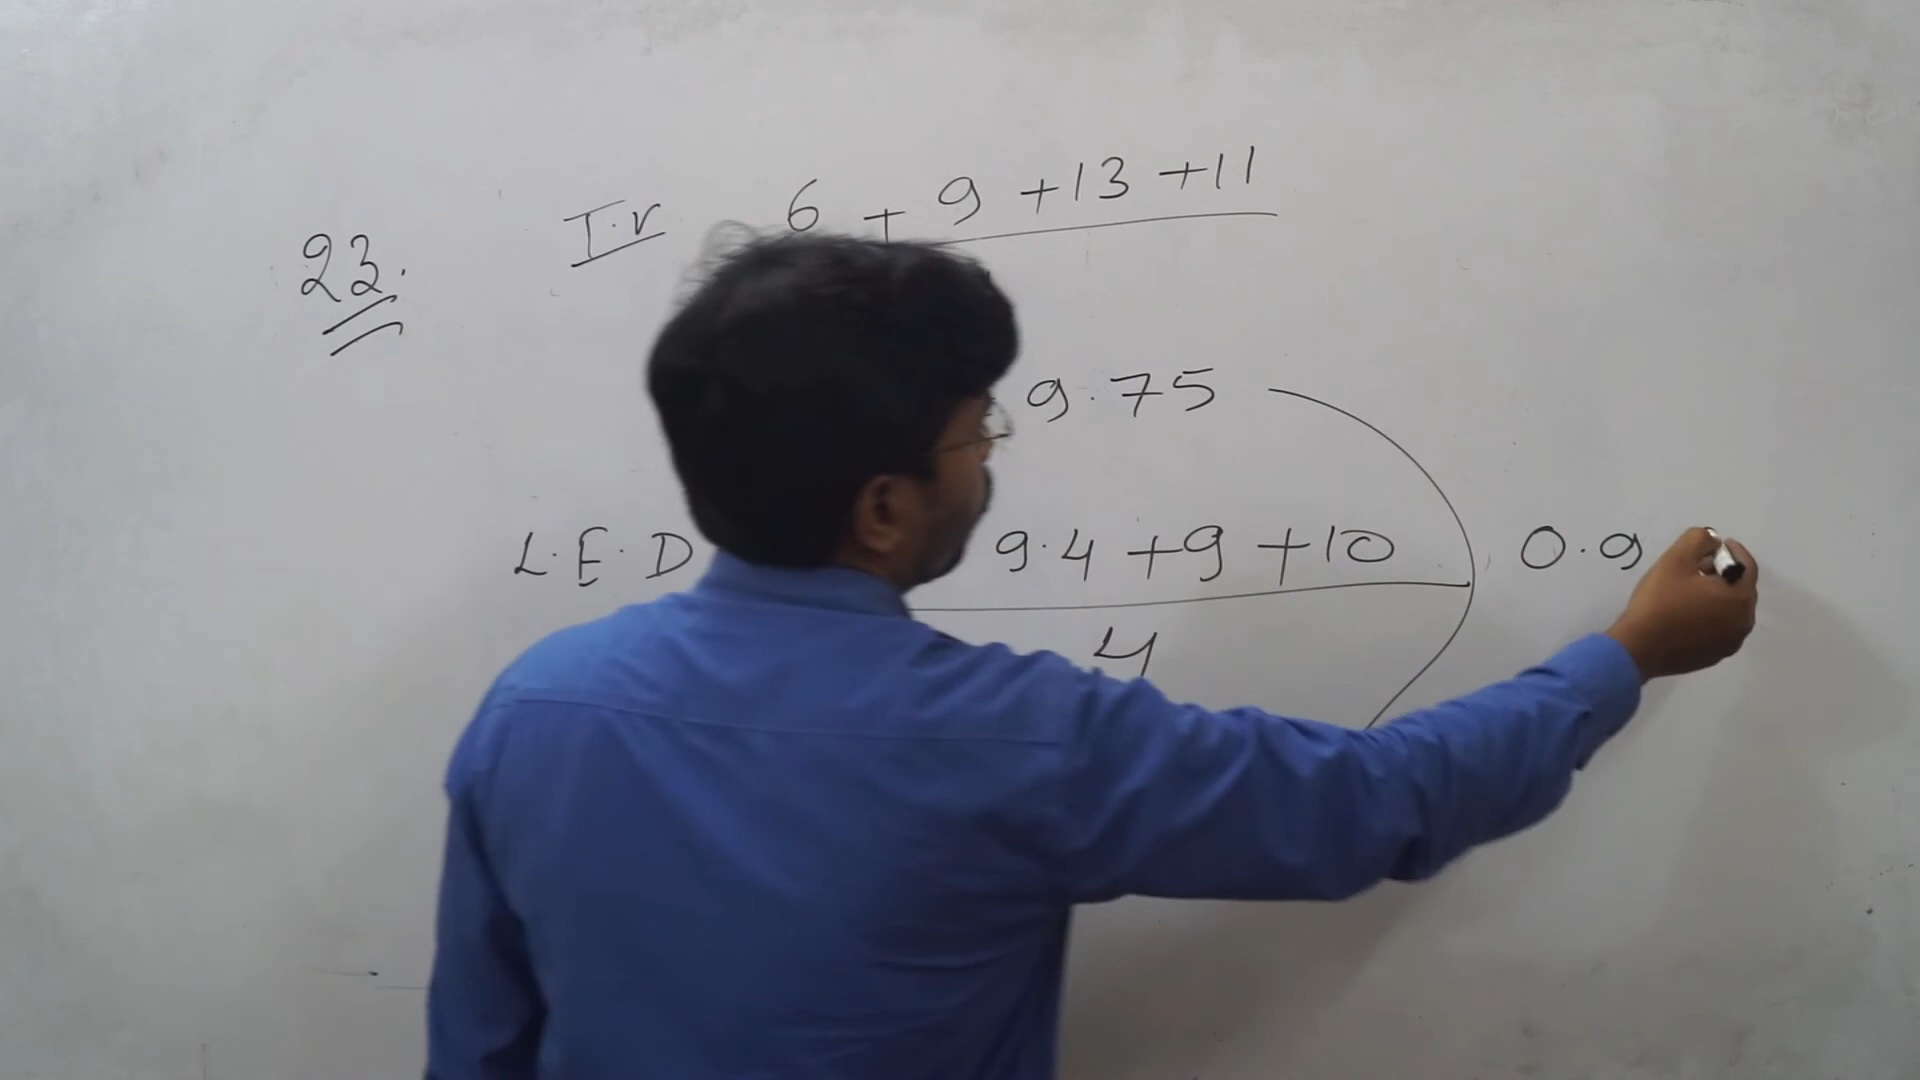 23.
T.V 6 + 9 + 13 + 11
9.75
L.E.D 9.4 + 9 + 10
4
0.9